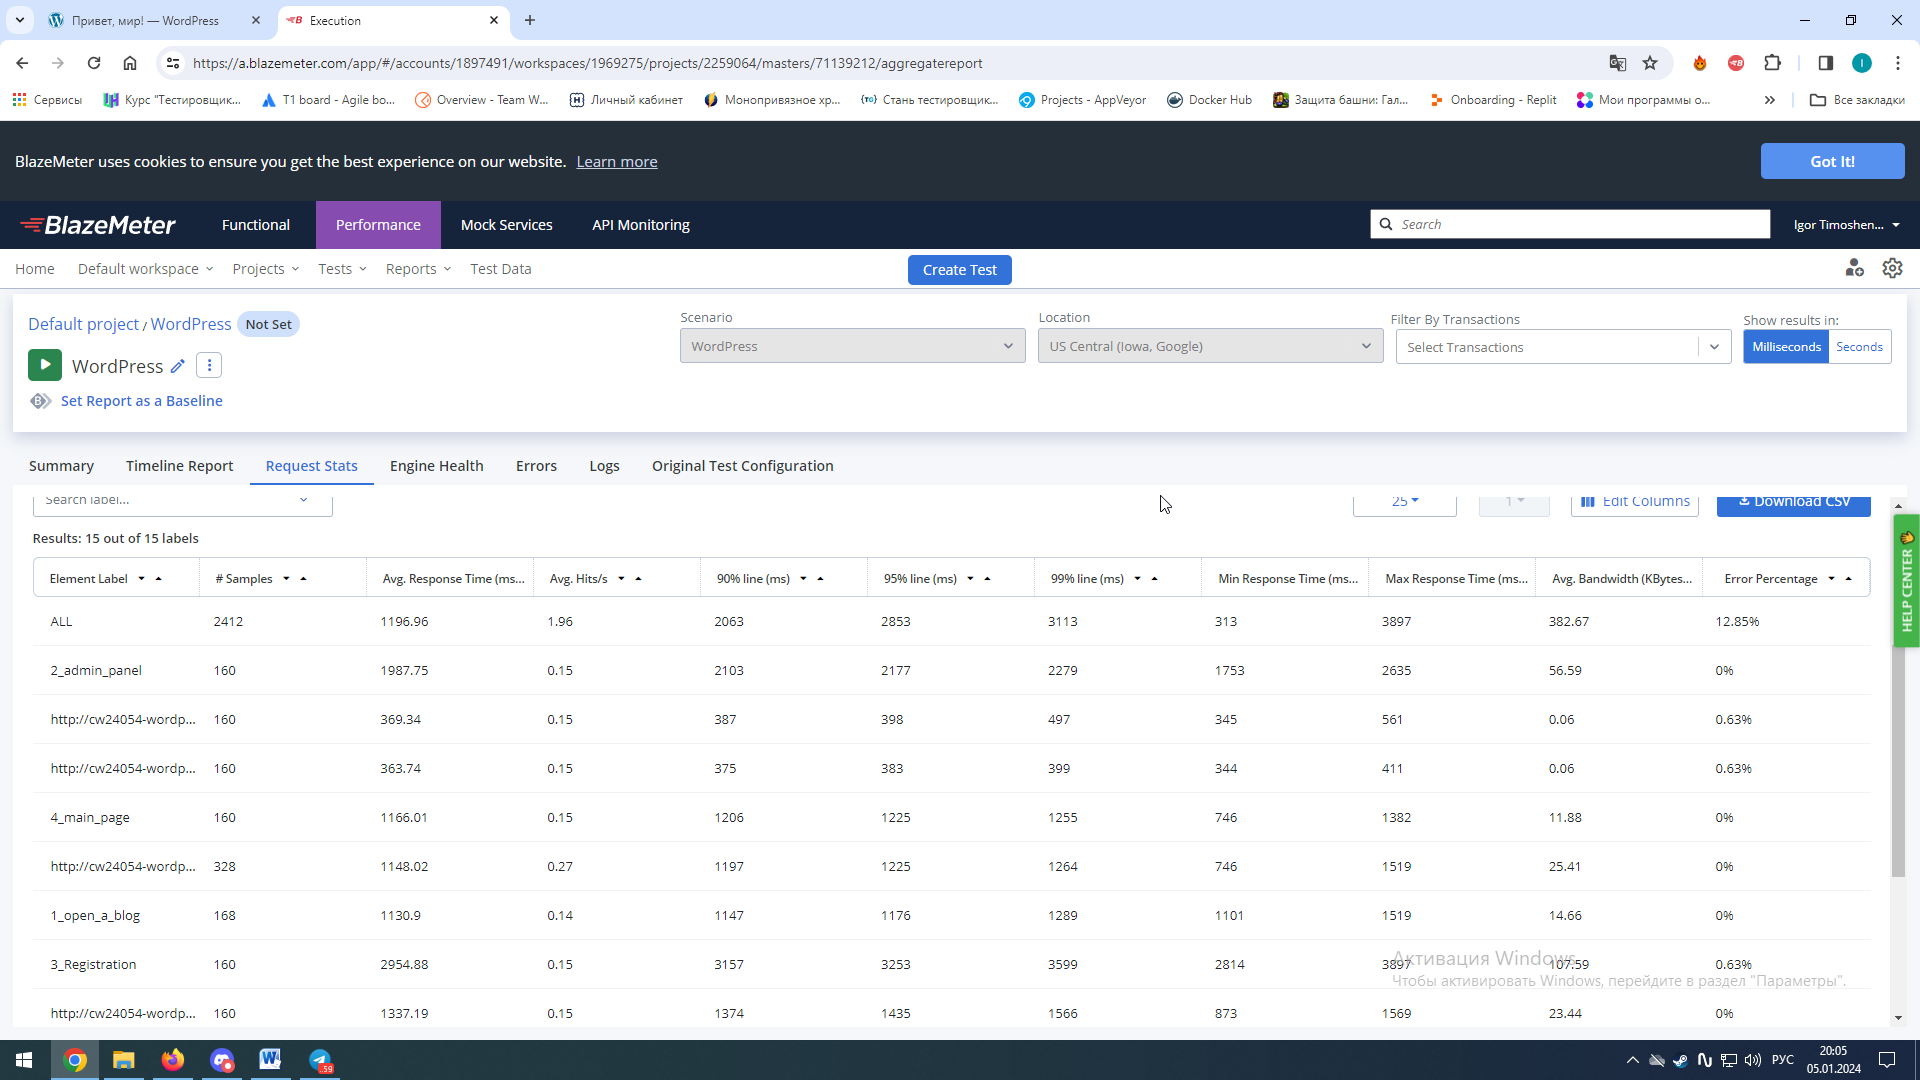 Привет, мир! — WordPress
Execution
https://a.blazemeter.com/app/#/accounts/1897491/workspaces/1969275/projects/2259064/masters/71139212/aggregatereport
I
Сервисы
Курс "Тестировщик...
T1 board - Agile bo...
Overview - Team W...
Личный кабинет
Монопривязное хр...
Стань тестировщик...
Projects - AppVeyor
Docker Hub
Защита башни: Гал...
Onboarding - Replit
Мои программы о...
Все закладки
BlazeMeter uses cookies to ensure you get the best experience on our website. Learn more
Got It!
BlazeMeter
Functional
Performance
Mock Services
API Monitoring
Search
Igor Timoshen...
Home
Default workspace
Projects
Tests
Reports
Test Data
Create Test
Default project / WordPress
Not Set
Scenario
Location
Filter By Transactions
Show results in:
WordPress
WordPress
US Central (Iowa, Google)
Select Transactions
Milliseconds
Seconds
Set Report as a Baseline
Summary
Timeline Report
Request Stats
Engine Health
Errors
Logs
Original Test Configuration
Search label...
25
1
Edit Columns
Download CSV
Results: 15 out of 15 labels
Element Label # Samples Avg. Response Time (ms... Avg. Hits/s 90% line (ms) 95% line (ms) 99% line (ms) Min Response Time (ms... Max Response Time (ms... Avg. Bandwidth (KBytes... Error Percentage
ALL 2412 1196.96 1.96 2063 2853 3113 313 3897 382.67 12.85%
2_admin_panel 160 1987.75 0.15 2103 2177 2279 1753 2635 56.59 0%
http://cw24054-wordp... 160 369.34 0.15 387 398 497 345 561 0.06 0.63%
http://cw24054-wordp... 160 363.74 0.15 375 383 399 344 411 0.06 0.63%
4_main_page 160 1166.01 0.15 1206 1225 1255 746 1382 11.88 0%
http://cw24054-wordp... 328 1148.02 0.27 1197 1225 1264 746 1519 25.41 0%
1_open_a_blog 168 1130.9 0.14 1147 1176 1289 1101 1519 14.66 0%
3_Registration 160 2954.88 0.15 3157 3253 3599 2814 3897 107.59 0.63%
http://cw24054-wordp... 160 1337.19 0.15 1374 1435 1566 873 1569 23.44 0%
HELP CENTER
Активация Windows
Чтобы активировать Windows, перейдите в раздел "Параметры".
59
РУС
20:05
05.01.2024